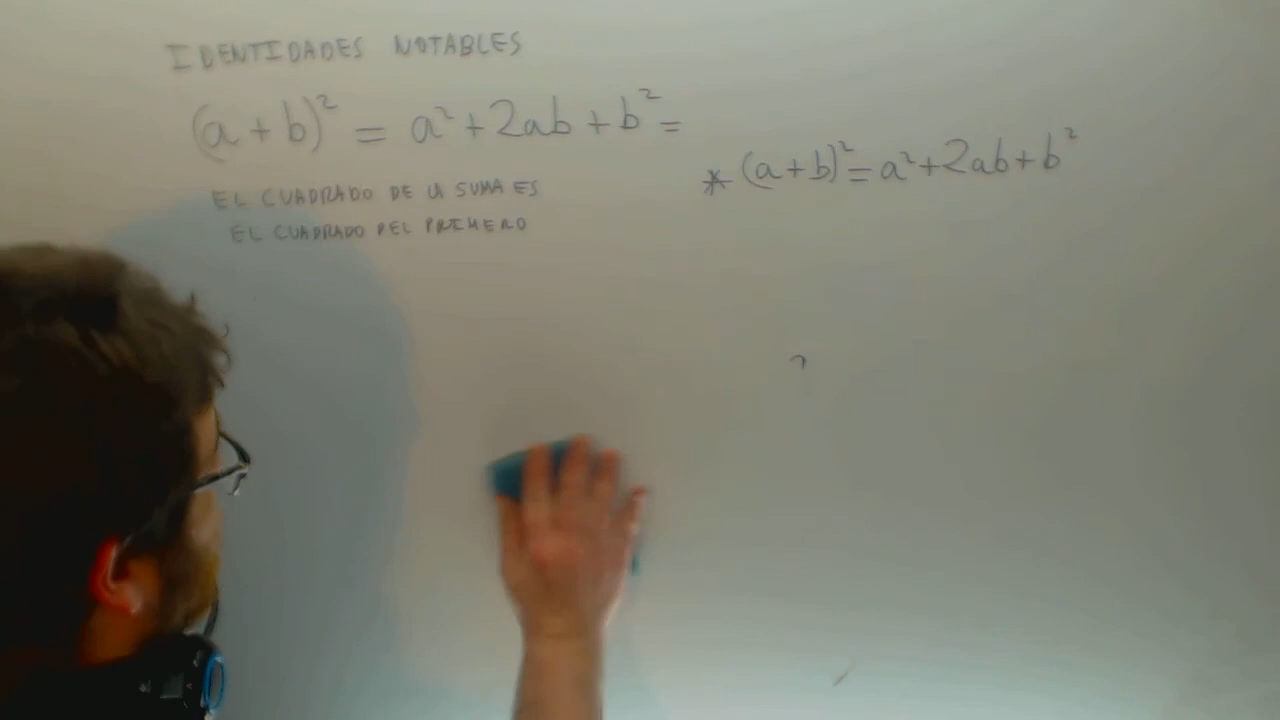 IDENTIDADES NOTABLES
(a+b)² = a²+2ab+b² =
* (a+b)² = a²+2ab+b²
EL CUADRADO DE LA SUMA ES
EL CUADRADO DEL PRIMERO